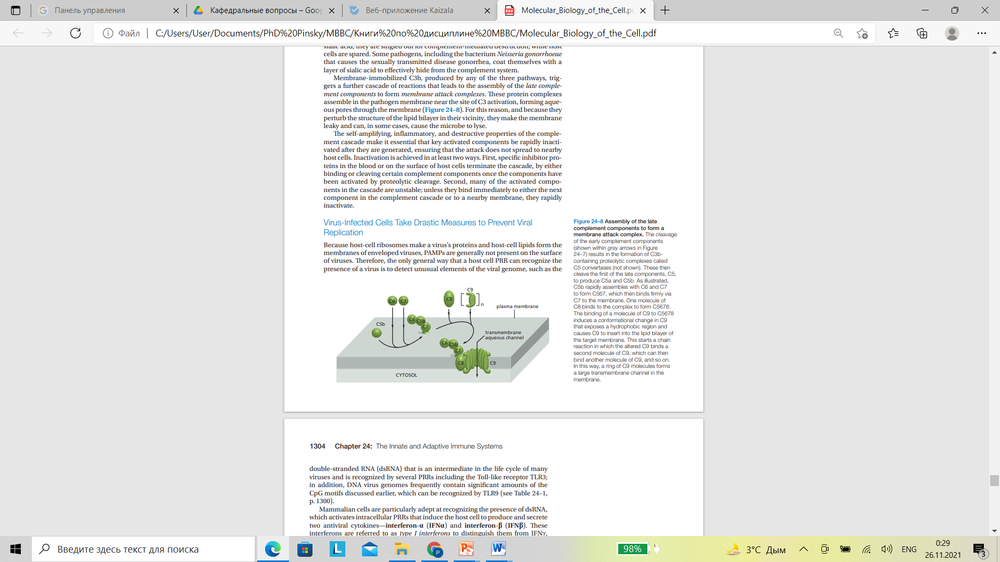 Панель управления
Кафедральные вопросы – Goog
Веб-приложение Kaizala
Molecular_Biology_of_the_Cell.pd
Файл
C:/Users/User/Documents/PhD%20Pinsky/MBBC/Книги%20по%20дисциплине%20MBBC/Molecular_Biology_of_the_Cell.pdf
sialic acid, they are singled out for complement-mediated destruction, while host
cells are spared. Some pathogens, including the bacterium Neisseria gonorrhoeae
that causes the sexually transmitted disease gonorrhea, coat themselves with a
layer of sialic acid to effectively hide from the complement system.
Membrane-immobilized C3b, produced by any of the three pathways, trig-
gers a further cascade of reactions that leads to the assembly of the late comple-
ment components to form membrane attack complexes. These protein complexes
assemble in the pathogen membrane near the site of C3 activation, forming aque-
ous pores through the membrane (Figure 24–8). For this reason, and because they
perturb the structure of the lipid bilayer in their vicinity, they make the membrane
leaky and can, in some cases, cause the microbe to lyse.
The self-amplifying, inflammatory, and destructive properties of the comple-
ment cascade make it essential that key activated components be rapidly inacti-
vated after they are generated, ensuring that the attack does not spread to nearby
host cells. Inactivation is achieved in at least two ways. First, specific inhibitor pro-
teins in the blood or on the surface of host cells terminate the cascade, by either
binding or cleaving certain complement components once the components have
been activated by proteolytic cleavage. Second, many of the activated compo-
nents in the cascade are unstable; unless they bind immediately to either the next
component in the complement cascade or to a nearby membrane, they rapidly
inactivate.
Virus-Infected Cells Take Drastic Measures to Prevent Viral
Replication
Because host-cell ribosomes make a virus's proteins and host-cell lipids form the
membranes of enveloped viruses, PAMPs are generally not present on the surface
of viruses. Therefore, the only general way that a host cell PRR can recognize the
presence of a virus is to detect unusual elements of the viral genome, such as the
Figure 24–8 Assembly of the late
complement components to form a
membrane attack complex. The cleavage
of the early complement components
(shown within gray arrows in Figure
24–7) results in the formation of C3b-
containing proteolytic complexes called
C5 convertases (not shown). These then
cleave the first of the late components, C5,
to produce C5a and C5b. As illustrated,
C5b rapidly assembles with C6 and C7
to form C567, which then binds firmly via
C7 to the membrane. One molecule of
C8 binds to the complex to form C5678.
The binding of a molecule of C9 to C5678
induces a conformational change in C9
that exposes a hydrophobic region and
causes C9 to insert into the lipid bilayer of
the target membrane. This starts a chain
reaction in which the altered C9 binds a
second molecule of C9, which can then
bind another molecule of C9, and so on.
In this way, a ring of C9 molecules forms
a large transmembrane channel in the
membrane.
C9
C6 C7
C8
n
plasma membrane
C5b
C6 C5b
C7
transmembrane
aqueous channel
C6 C5b
C7
C8
C9
CYTOSOL
1304 Chapter 24: The Innate and Adaptive Immune Systems
double-stranded RNA (dsRNA) that is an intermediate in the life cycle of many
viruses and is recognized by several PRRs including the Toll-like receptor TLR3;
in addition, DNA virus genomes frequently contain significant amounts of the
CpG motifs discussed earlier, which can be recognized by TLR9 (see Table 24–1,
p. 1300).
Mammalian cells are particularly adept at recognizing the presence of dsRNA,
which activates intracellular PRRs that induce the host cell to produce and secrete
two antiviral cytokines—interferon-α (IFNα) and interferon-β (IFNβ). These
interferons are referred to as type I interferons to distinguish them from IFNγ,
Введите здесь текст для поиска
98%
3°C Дым
ENG
0:29
26.11.2021
3